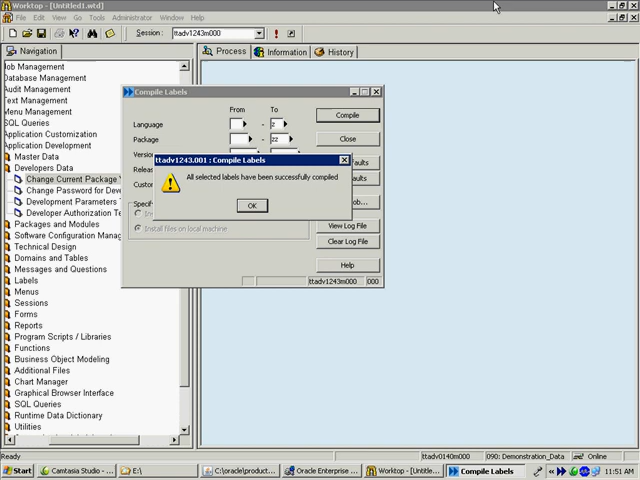 Worktop - [Untitled1.wtd]
File Edit View Go Tools Administrator Window Help
Session: ttadv1243m000
Navigation
Process Information History
Job Management
Database Management
Audit Management
Text Management
Menu Management
SQL Queries
Application Customization
Application Development
Master Data
Developers Data
Change Current Package
Change Password for Deve
Development Parameters
Developer Authorization Te
Packages and Modules
Software Configuration Mana
Technical Design
Domains and Tables
Messages and Questions
Labels
Menus
Sessions
Forms
Reports
Program Scripts / Libraries
Functions
Business Object Modeling
Additional Files
Chart Manager
Graphical Browser Interface
SQL Queries
Runtime Data Dictionary
Utilities
Compile Labels
From To
Language - z
Package - zz
Versio
Releas
Custo
Specify
Install files on local machine
Compile
Close
faults
faults
ob...
View Log File
Clear Log File
Help
ttadv1243m000 000
ttadv1243.001 : Compile Labels
All selected labels have been successfully compiled
OK
Ready
ttadv0140m000 090: Demonstration_Data Online
Start Camtasia Studio - ... E:\ C:\oracle\product... Oracle Enterprise ... Worktop - [Untitle... Compile Labels 11:51 AM